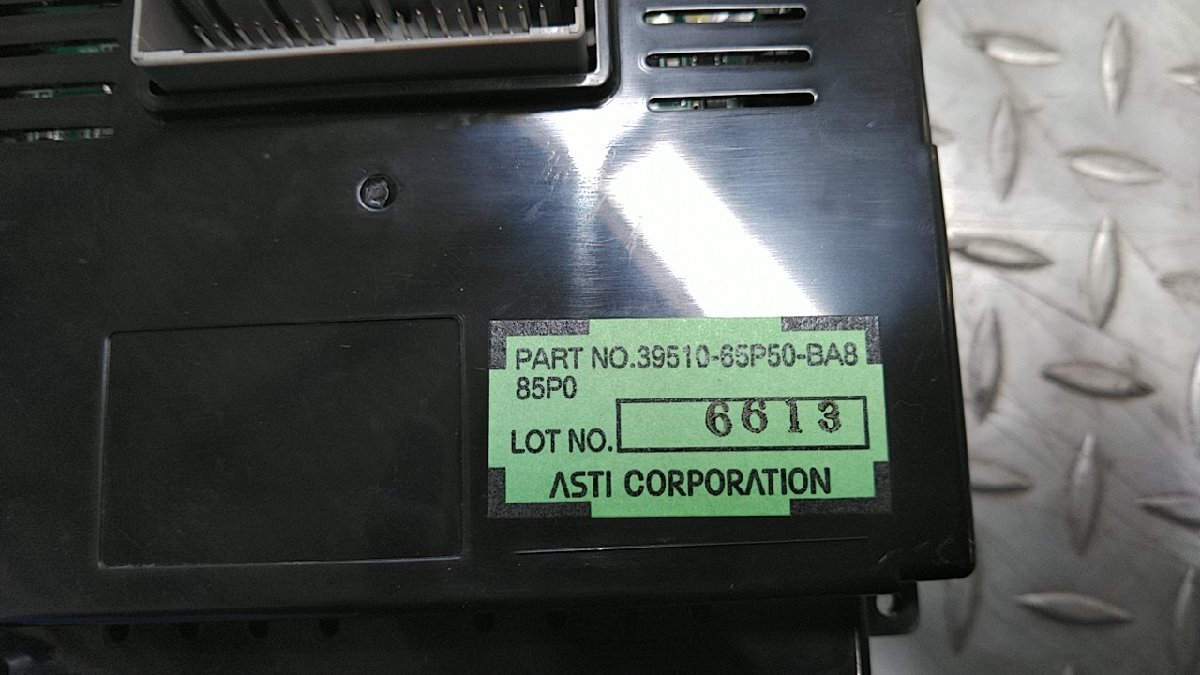 PART NO.39510-65P50-BA8
85P0
LOT NO. 6613
ASTI CORPORATION